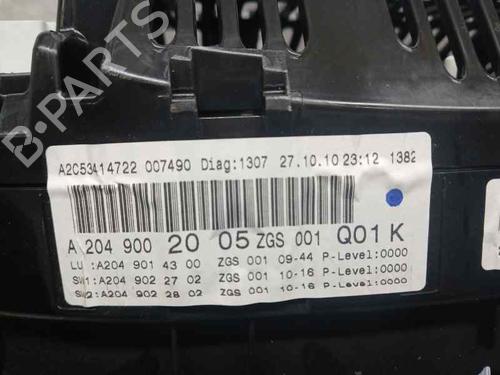 B-PARTS
A2C53414722 007490 Diag:1307 27.10.10 23:12 1382
A 204 900 20 05 ZGS 001 Q01 K
LU :A204 901 43 00 ZGS 001 09-44 P-Level:0000
SW1:A204 902 27 02 ZGS 001 10-16 P-Level:0000
SW2:A204 902 28 02 ZGS 001 10-16 P-Level:0000